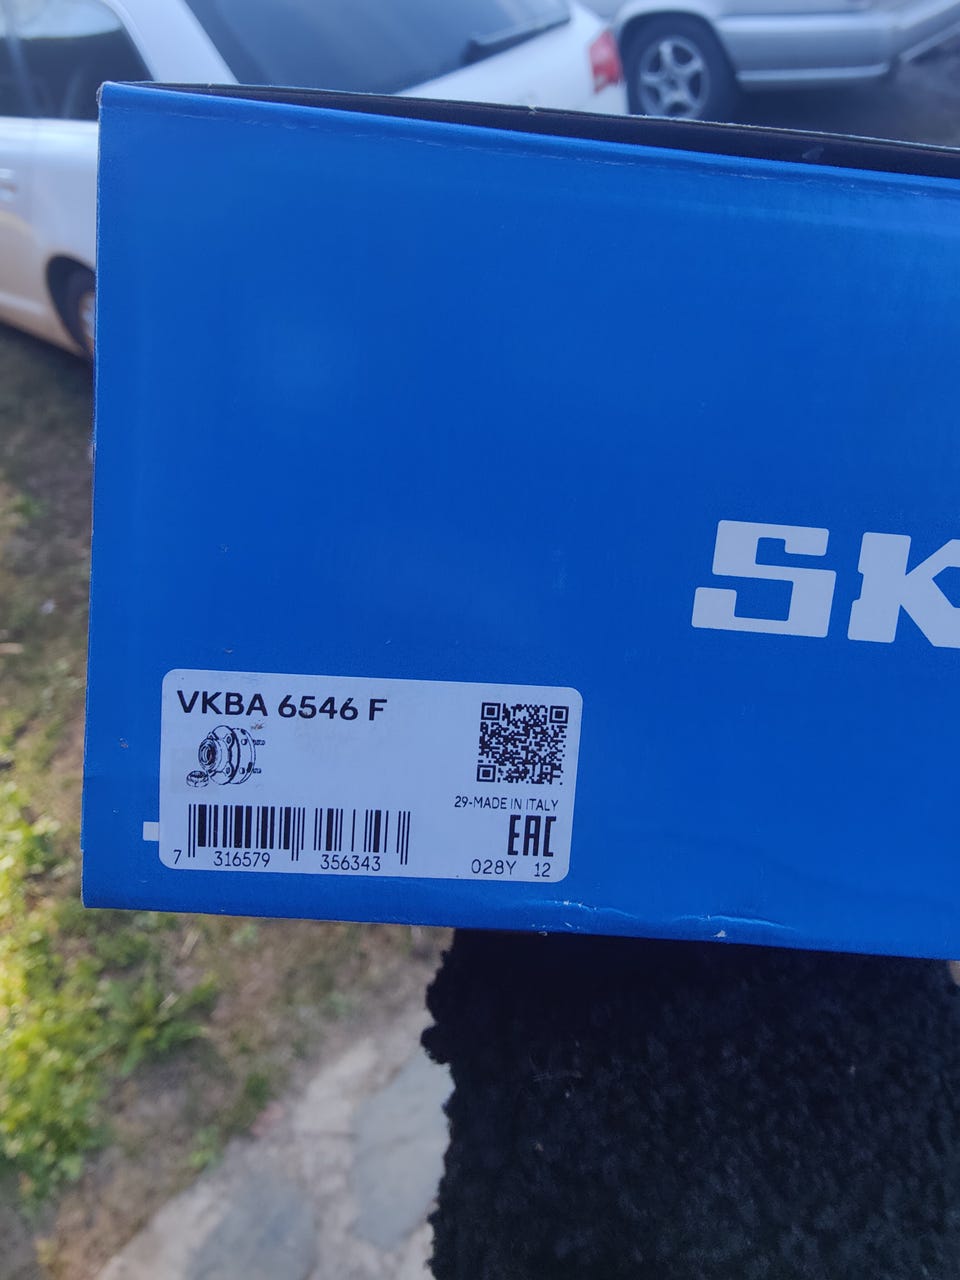 SK
VKBA 6546 F
29-MADE IN ITALY
EAC
7 316579 356343
028Y 12